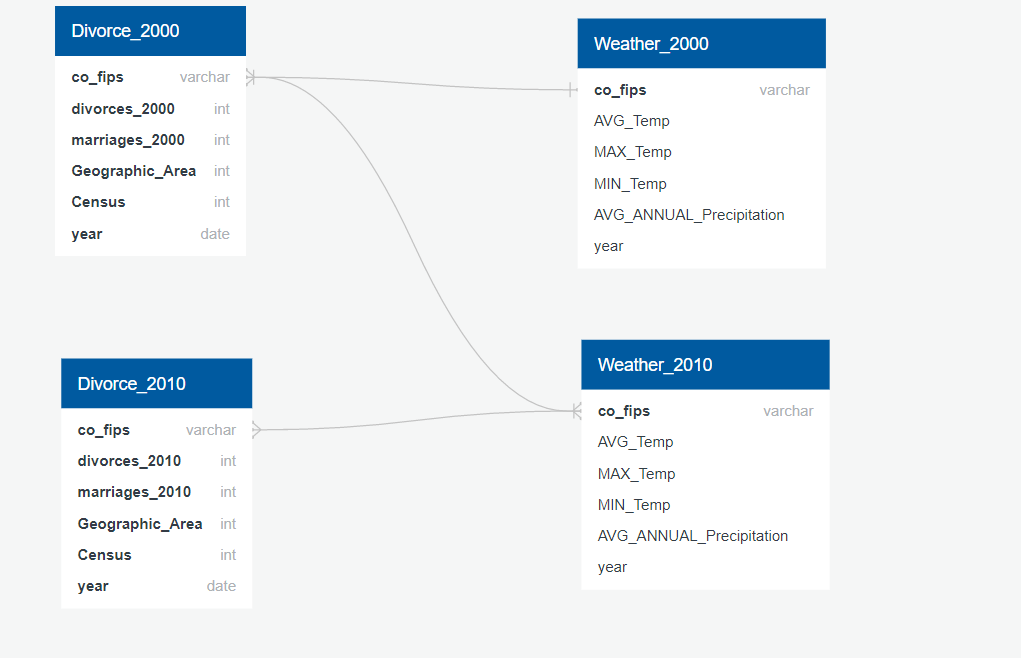 Divorce_2000
co_fips varchar
divorces_2000 int
marriages_2000 int
Geographic_Area int
Census int
year date
Weather_2000
co_fips varchar
AVG_Temp
MAX_Temp
MIN_Temp
AVG_ANNUAL_Precipitation
year
Divorce_2010
co_fips varchar
divorces_2010 int
marriages_2010 int
Geographic_Area int
Census int
year date
Weather_2010
co_fips varchar
AVG_Temp
MAX_Temp
MIN_Temp
AVG_ANNUAL_Precipitation
year